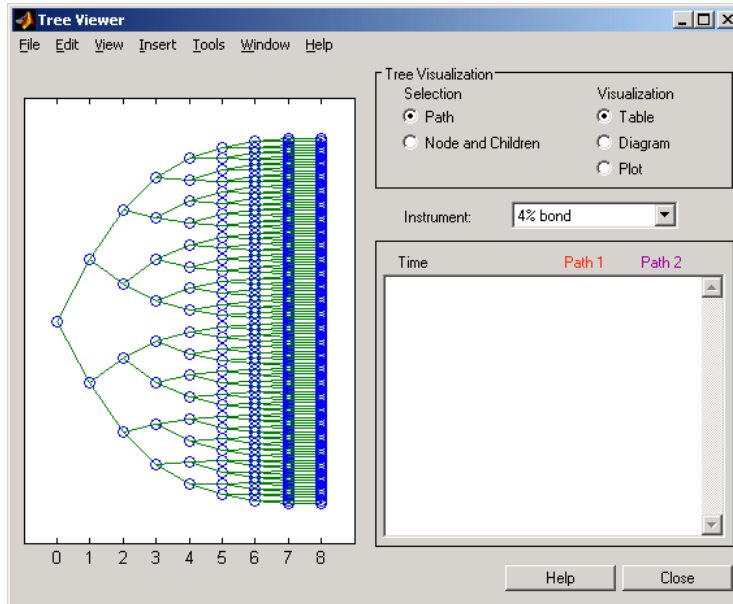 Tree Viewer
File Edit View Insert Tools Window Help
Tree Visualization
Selection Visualization
Path Table
Node and Children Diagram
Plot
Instrument: 4% bond
Time Path 1 Path 2
0 1 2 3 4 5 6 7 8
Help Close